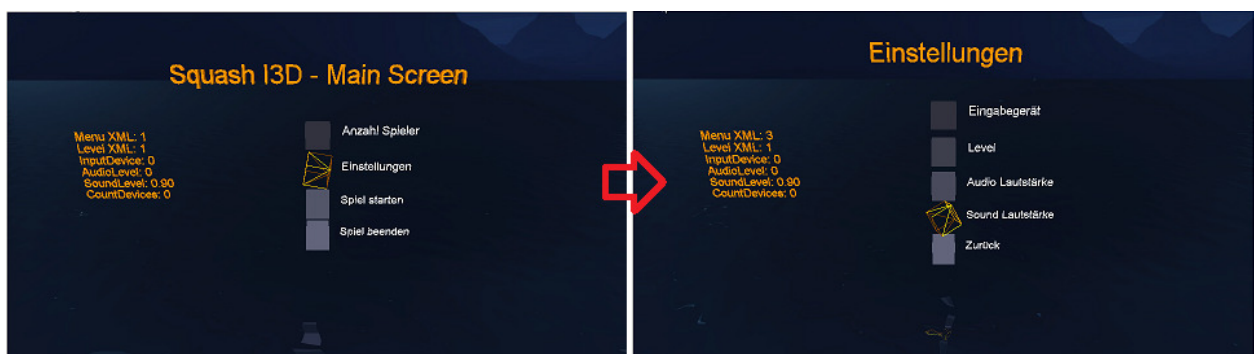 Squash I3D - Main Screen
Menu XML: 1
Level XML: 1
InputDevice: 0
AudioLevel: 0
SoundLevel: 0.90
CountDevices: 0
Anzahl Spieler
Einstellungen
Spiel starten
Spiel beenden
Einstellungen
Menu XML: 3
Level XML: 1
InputDevice: 0
AudioLevel: 0
SoundLevel: 0.90
CountDevices: 0
Eingabegerät
Level
Audio Lautstärke
Sound Lautstärke
Zurück